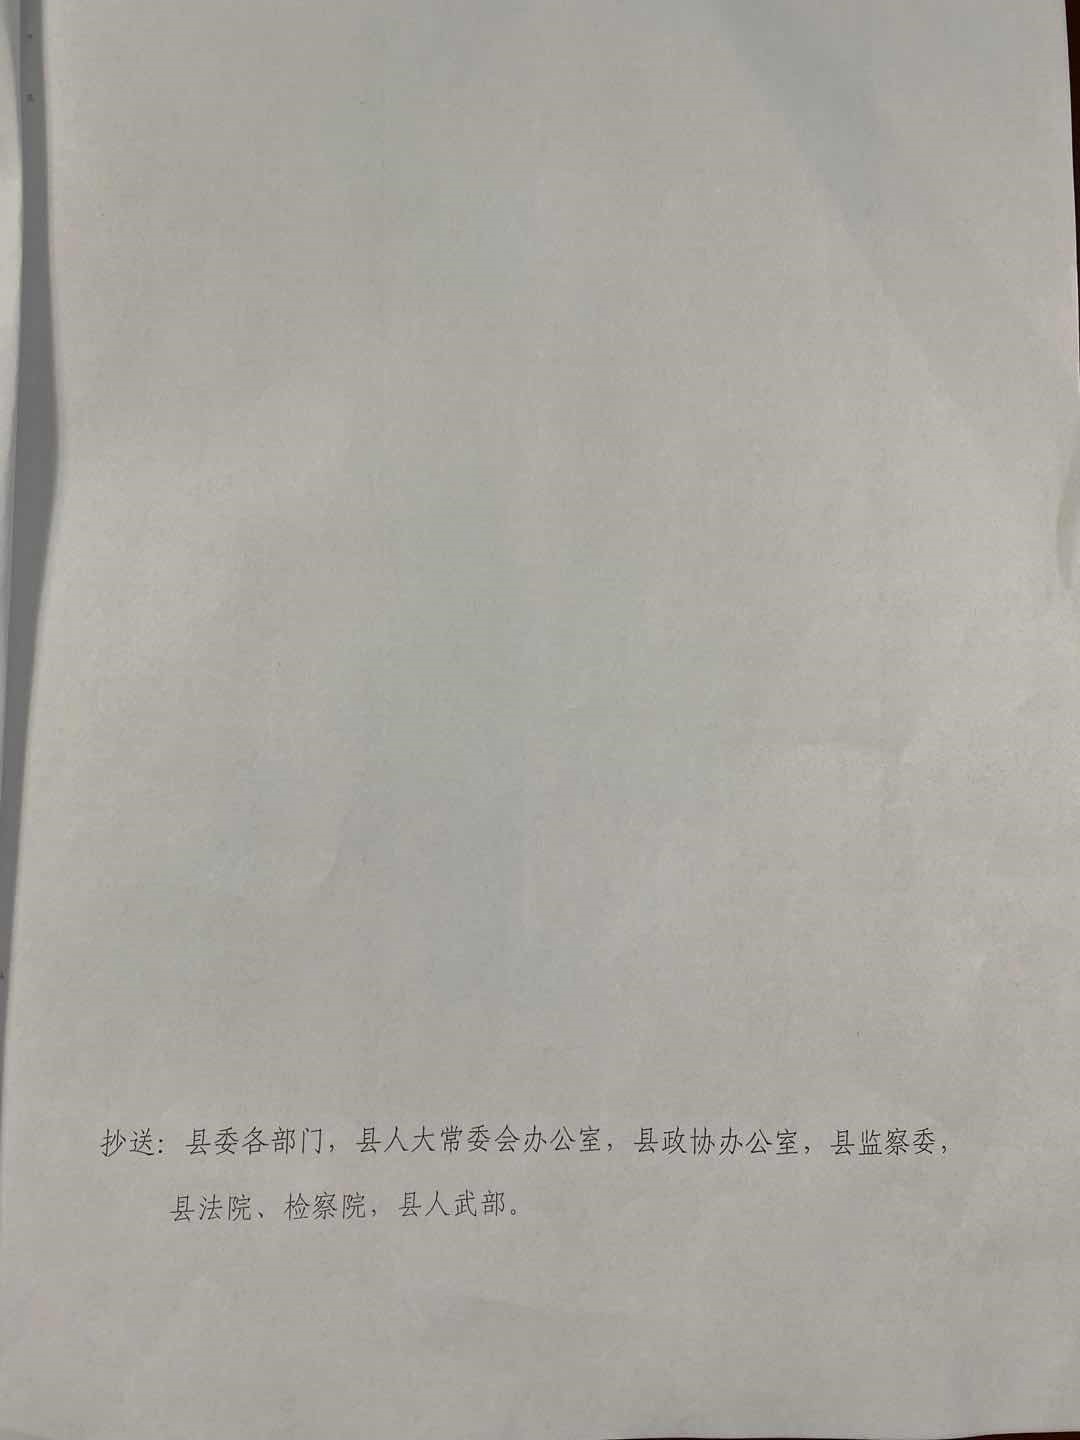 抄送：县委各部门，县人大常委会办公室，县政协办公室，县监察委，
县法院、检察院，县人武部。